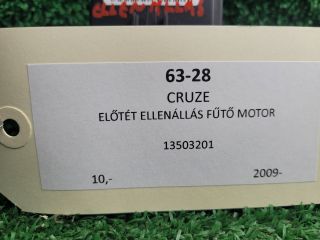 63-28
CRUZE
ELŐTÉT ELLENÁLLÁS FŰTŐ MOTOR
13503201
10,- 2009-